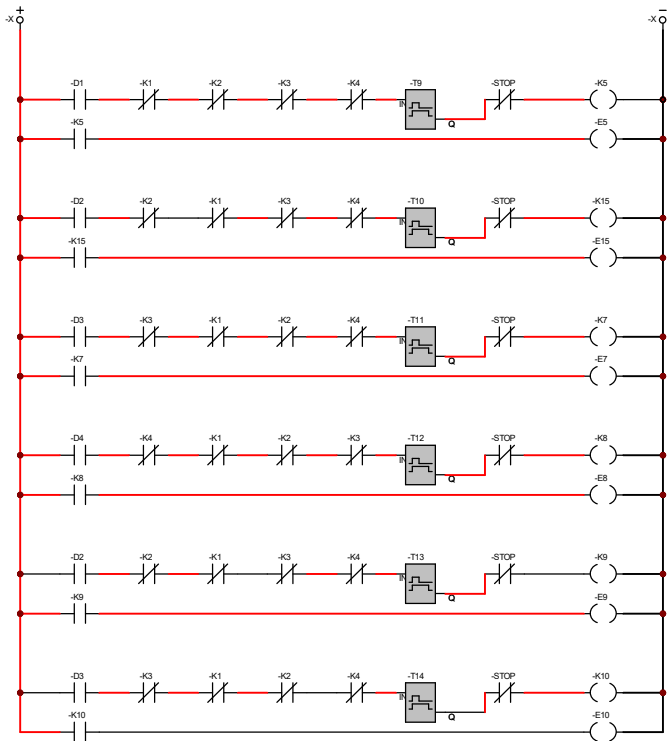 + −
-X -X
-D1 -K1 -K2 -K3 -K4 -T9 -STOP -K5
IN
Q
-K5 -E5
-D2 -K2 -K1 -K3 -K4 -T10 -STOP -K15
IN
Q
-K15 -E15
-D3 -K3 -K1 -K2 -K4 -T11 -STOP -K7
IN
Q
-K7 -E7
-D4 -K4 -K1 -K2 -K3 -T12 -STOP -K8
IN
Q
-K8 -E8
-D2 -K2 -K1 -K3 -K4 -T13 -STOP -K9
IN
Q
-K9 -E9
-D3 -K3 -K1 -K2 -K4 -T14 -STOP -K10
IN
Q
-K10 -E10